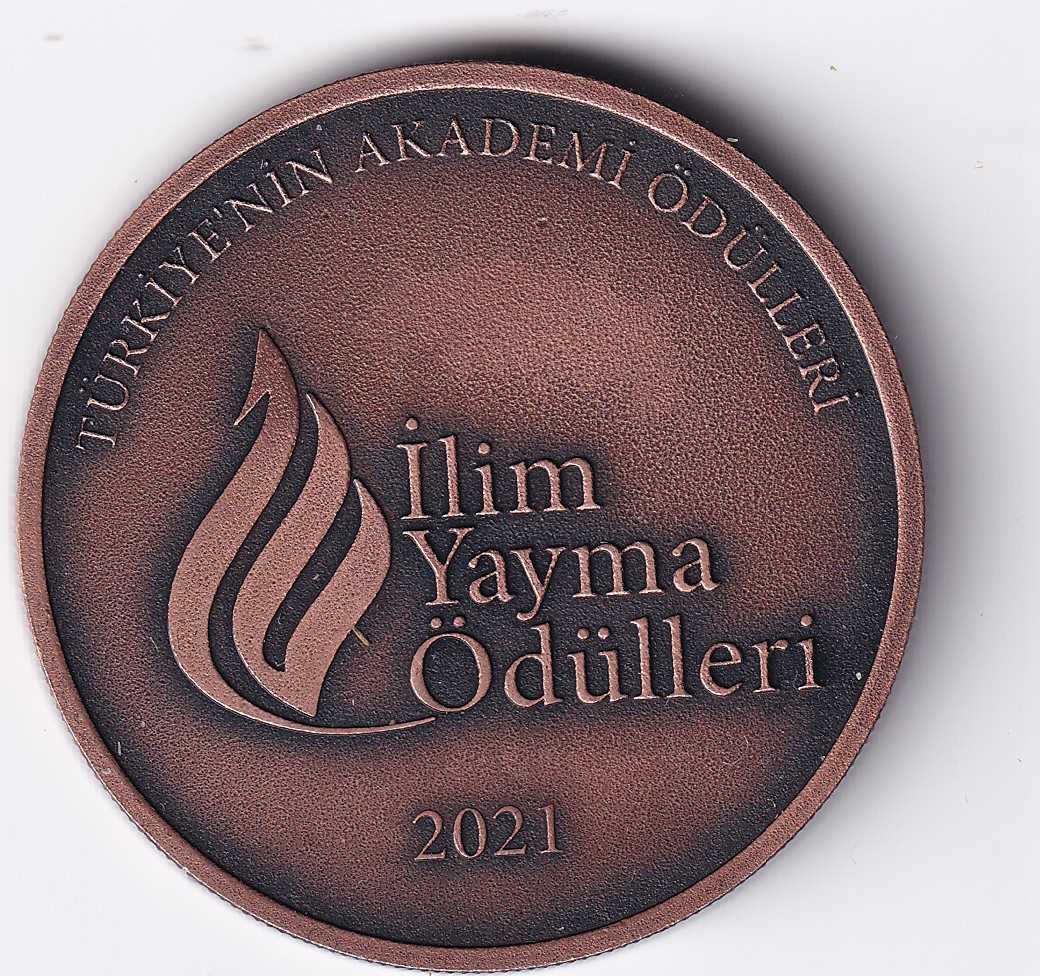 TÜRKİYE'NİN AKADEMİ ÖDÜLLERİ
İlim
Yayma
Ödülleri
2021